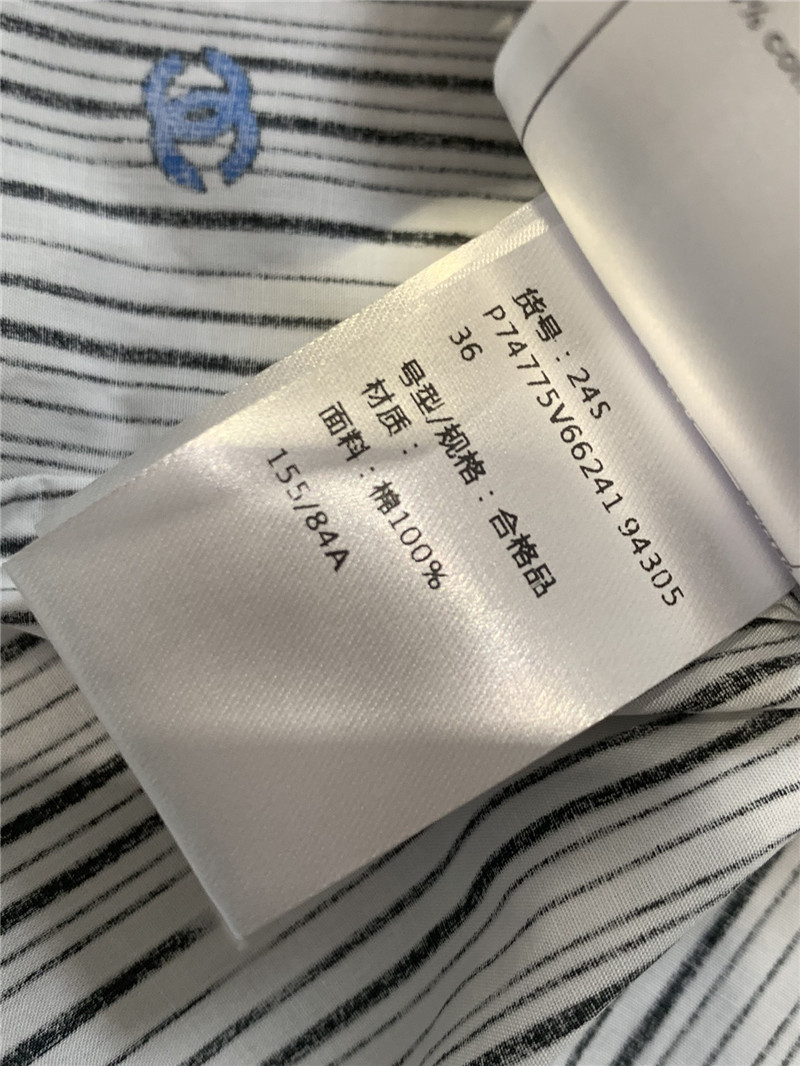 货号：24S
P74775V66241 94305
36
号型/规格：合格品
材质：
面料：棉100%
155/84A